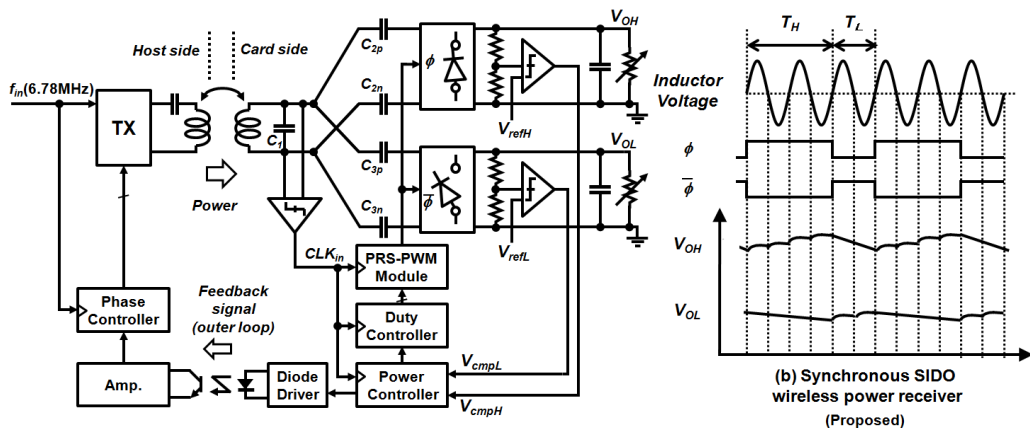 Host side
Card side
f_in(6.78MHz)
TX
Power
C_1
C_2p
C_2n
C_3p
C_3n
ϕ
ϕ̅
V_OH
V_refH
V_OL
V_refL
CLK_in
PRS-PWM
Module
Duty
Controller
Power
Controller
V_cmpL
V_cmpH
Phase
Controller
Feedback
signal
(outer loop)
Amp.
Diode
Driver
T_H
T_L
Inductor
Voltage
ϕ
ϕ̅
V_OH
V_OL
(b) Synchronous SIDO
wireless power receiver
(Proposed)